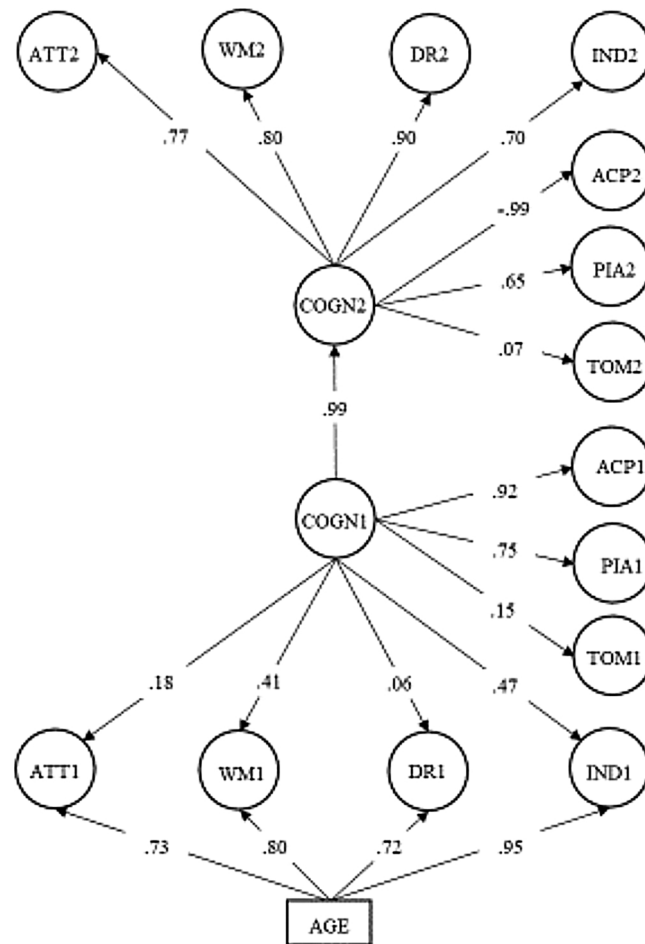 ATT2 WM2 DR2 IND2
.77 .80 .90 .70
ACP2
-.99
PIA2
.65
COGN2
TOM2
.07
.99
ACP1
.92
COGN1
PIA1
.75
.15
TOM1
.18 .41 .06 .47
ATT1 WM1 DR1 IND1
.73 .80 .72 .95
AGE